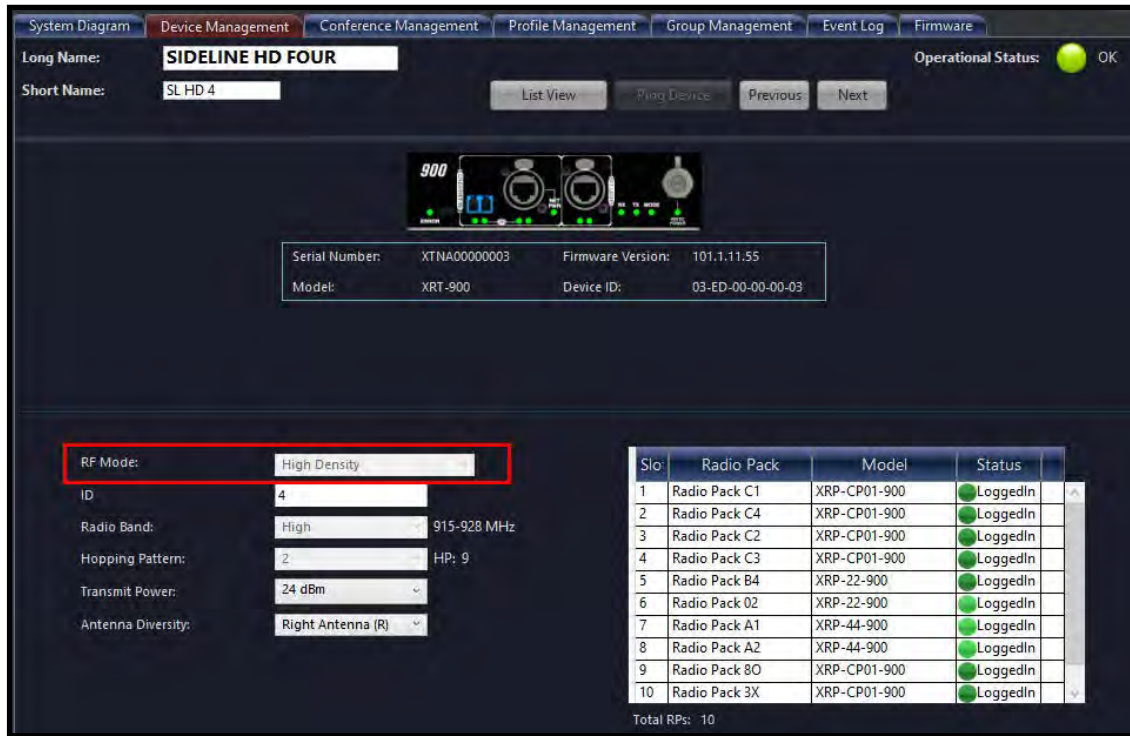 System Diagram Device Management Conference Management Profile Management Group Management Event Log Firmware
Long Name: SIDELINE HD FOUR Operational Status: OK
Short Name: SL HD 4
List View Ping Device Previous Next
900
NET PWR RX TX MODE
ERROR
Serial Number: XTNA00000003 Firmware Version: 101.1.11.55
Model: XRT-900 Device ID: 03-ED-00-00-00-03
RF Mode: High Density
ID 4
Radio Band: High 915-928 MHz
Hopping Pattern: 2 HP: 9
Transmit Power: 24 dBm
Antenna Diversity: Right Antenna (R)
Slo Radio Pack Model Status
1 Radio Pack C1 XRP-CP01-900 LoggedIn
2 Radio Pack C4 XRP-CP01-900 LoggedIn
3 Radio Pack C2 XRP-CP01-900 LoggedIn
4 Radio Pack C3 XRP-CP01-900 LoggedIn
5 Radio Pack B4 XRP-22-900 LoggedIn
6 Radio Pack 02 XRP-22-900 LoggedIn
7 Radio Pack A1 XRP-44-900 LoggedIn
8 Radio Pack A2 XRP-44-900 LoggedIn
9 Radio Pack 8O XRP-CP01-900 LoggedIn
10 Radio Pack 3X XRP-CP01-900 LoggedIn
Total RPs: 10